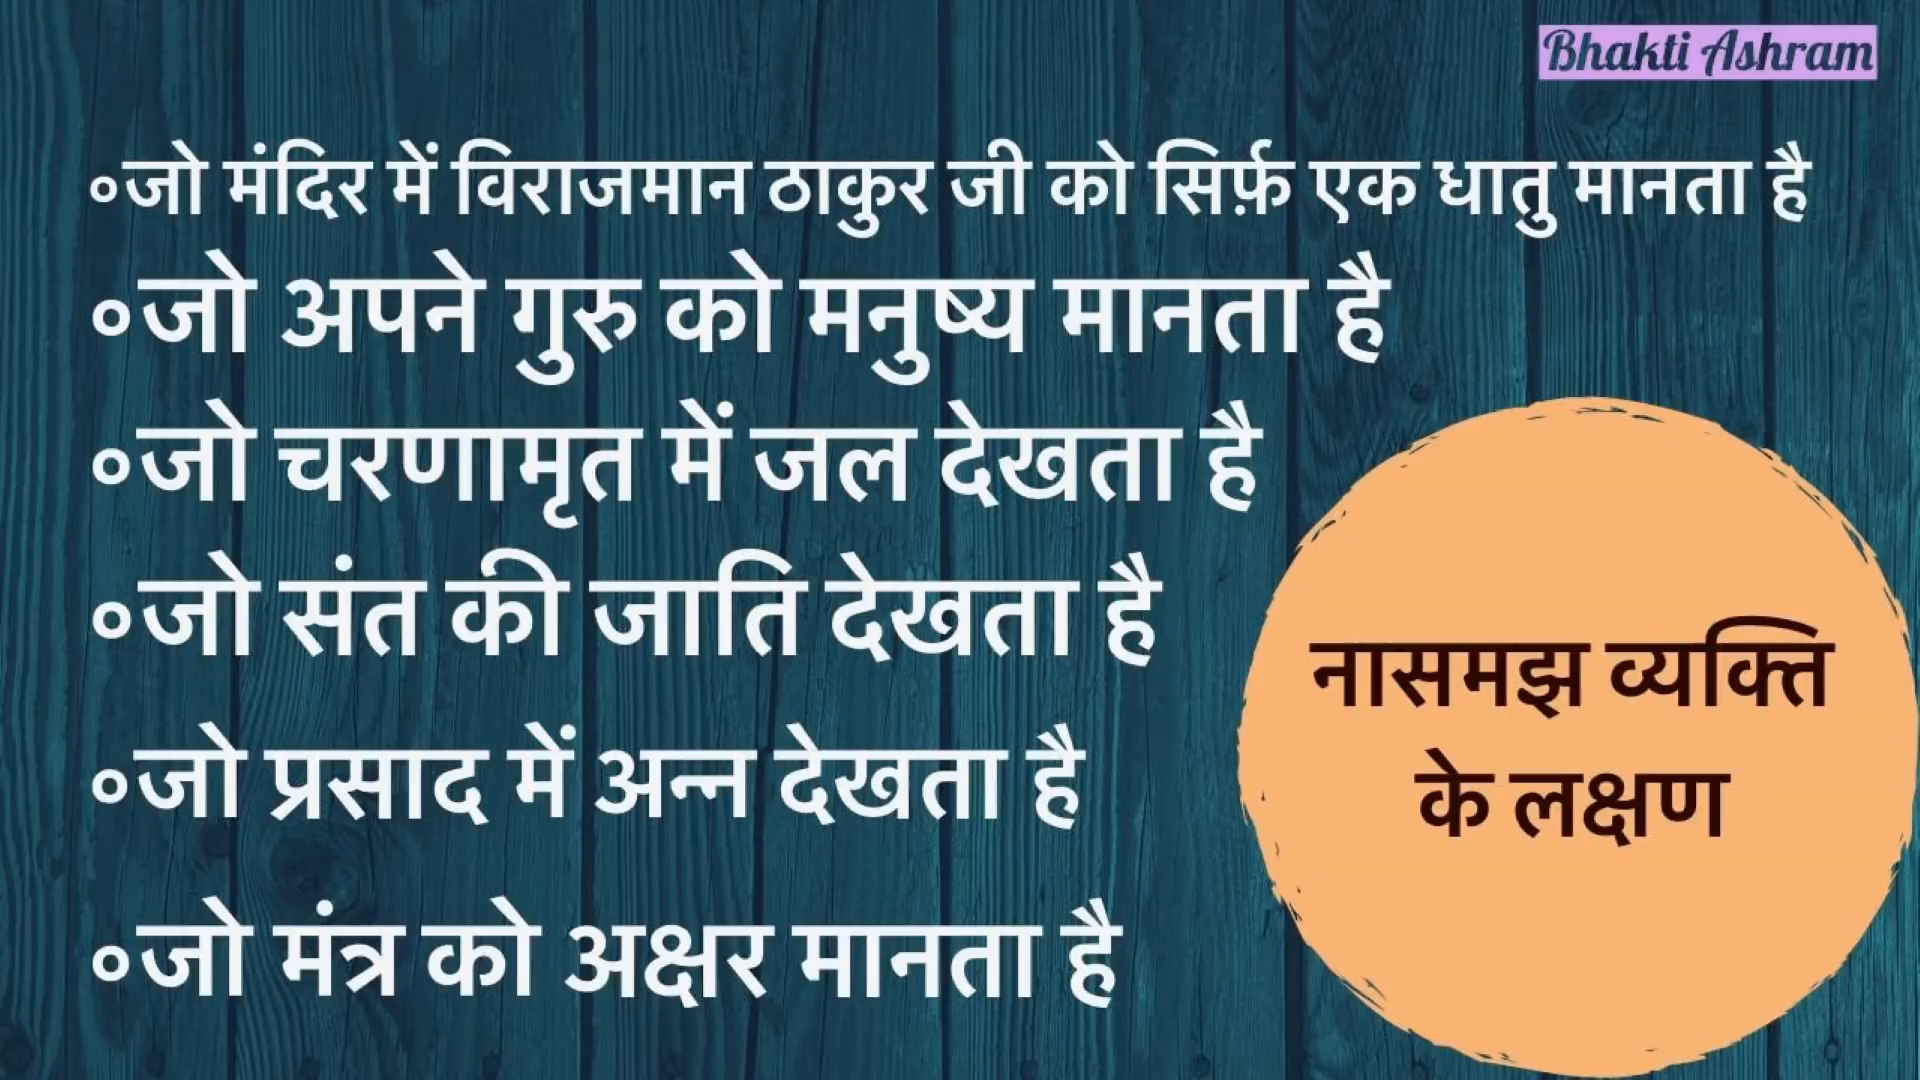 Bhakti Ashram
०जो मंदिर में विराजमान ठाकुर जी को सिर्फ़ एक धातु मानता है
०जो अपने गुरु को मनुष्य मानता है
०जो चरणामृत में जल देखता है
०जो संत की जाति देखता है
०जो प्रसाद में अन्न देखता है
०जो मंत्र को अक्षर मानता है
नासमझ व्यक्ति
के लक्षण